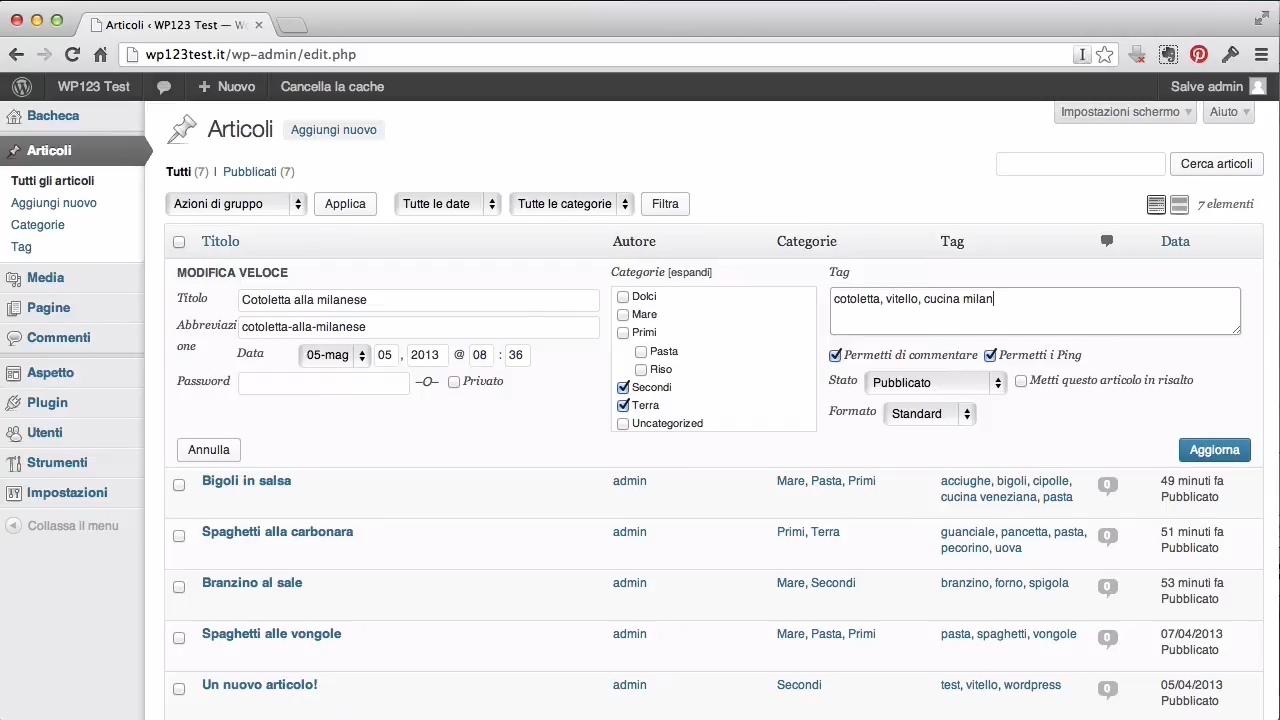 Articoli ‹ WP123 Test — W
wp123test.it/wp-admin/edit.php
WP123 Test
Nuovo
Cancella la cache
Salve admin
Bacheca
Articoli
Tutti gli articoli
Aggiungi nuovo
Categorie
Tag
Media
Pagine
Commenti
Aspetto
Plugin
Utenti
Strumenti
Impostazioni
Collassa il menu
Impostazioni schermo
Aiuto
Articoli
Aggiungi nuovo
Tutti (7) | Pubblicati (7)
Cerca articoli
Azioni di gruppo
Applica
Tutte le date
Tutte le categorie
Filtra
7 elementi
Titolo Autore Categorie Tag Data
MODIFICA VELOCE
Titolo Cotoletta alla milanese
Abbreviazi
one
cotoletta-alla-milanese
Data 05-mag 05 , 2013 @ 08 : 36
Password –O– Privato
Categorie [espandi]
Dolci
Mare
Primi
Pasta
Riso
Secondi
Terra
Uncategorized
Tag
cotoletta, vitello, cucina milan
Permetti di commentare Permetti i Ping
Stato Pubblicato Metti questo articolo in risalto
Formato Standard
Annulla
Aggiorna
Bigoli in salsa admin Mare, Pasta, Primi acciughe, bigoli, cipolle, 0 49 minuti fa
cucina veneziana, pasta Pubblicato
Spaghetti alla carbonara admin Primi, Terra guanciale, pancetta, pasta, 0 51 minuti fa
pecorino, uova Pubblicato
Branzino al sale admin Mare, Secondi branzino, forno, spigola 0 53 minuti fa
Pubblicato
Spaghetti alle vongole admin Mare, Pasta, Primi pasta, spaghetti, vongole 0 07/04/2013
Pubblicato
Un nuovo articolo! admin Secondi test, vitello, wordpress 0 05/04/2013
Pubblicato